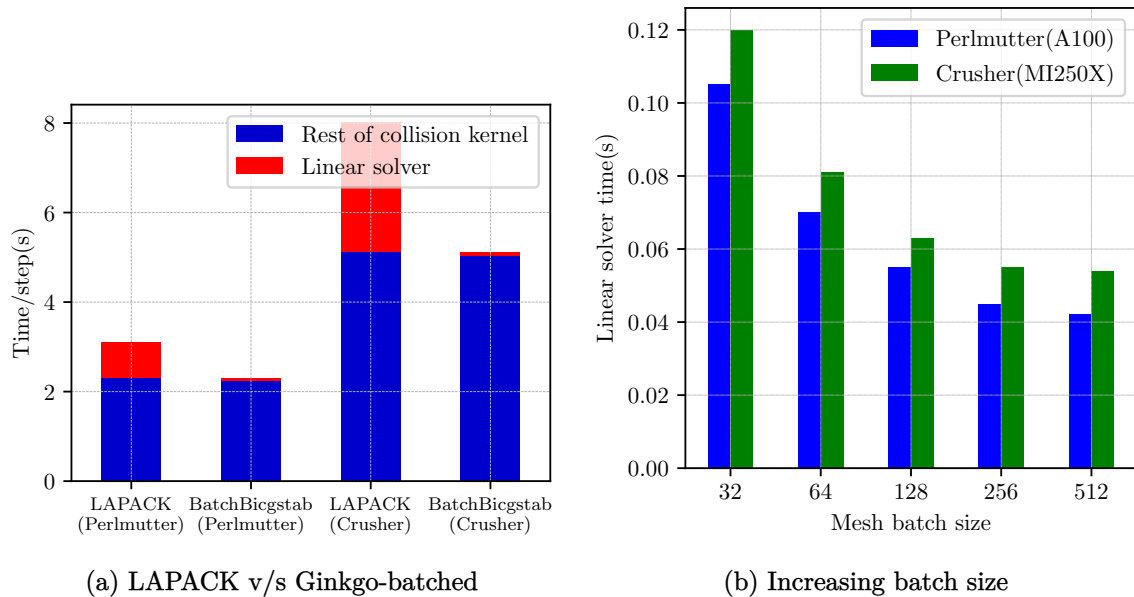 Time/step(s)
8
6
4
2
0
Rest of collision kernel
Linear solver
LAPACK
(Perlmutter)
BatchBicgstab
(Perlmutter)
LAPACK
(Crusher)
BatchBicgstab
(Crusher)
(a) LAPACK v/s Ginkgo-batched
Linear solver time(s)
0.12
0.10
0.08
0.06
0.04
0.02
0.00
Perlmutter(A100)
Crusher(MI250X)
32
64
128
256
512
Mesh batch size
(b) Increasing batch size